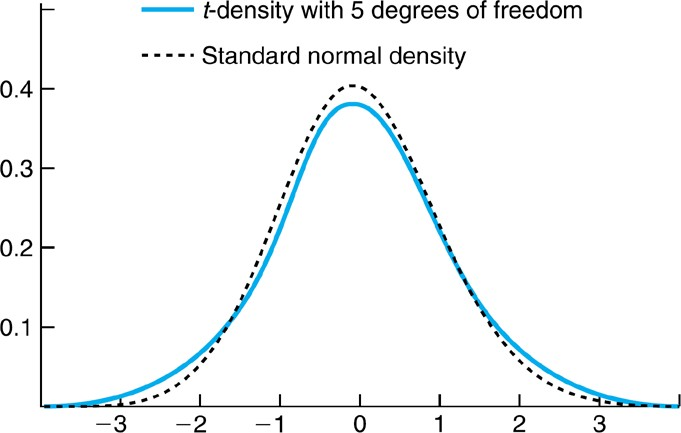 t-density with 5 degrees of freedom
Standard normal density
0.4
0.3
0.2
0.1
−3 −2 −1 0 1 2 3